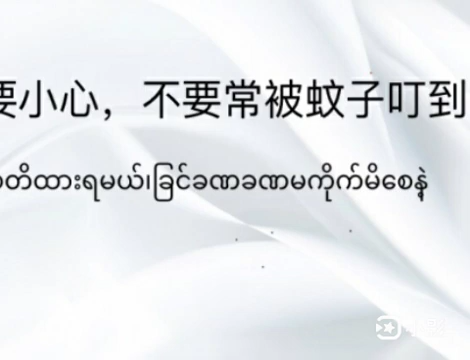 要小心，不要常被蚊子叮到
တိထားရမယ်၊ခြင်ခဏခဏမကိုက်မိစေနဲ့